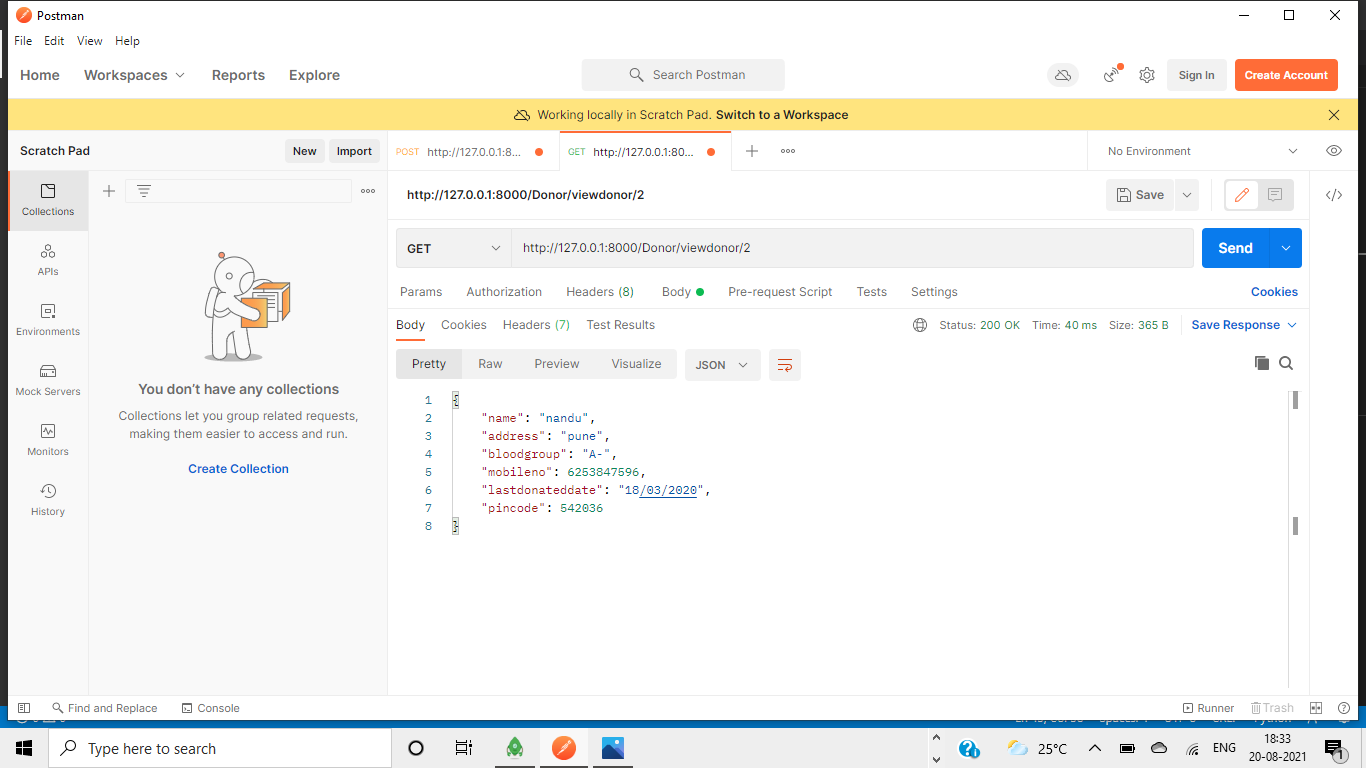 Postman
File Edit View Help
Home Workspaces Reports Explore Search Postman Sign In Create Account
Working locally in Scratch Pad. Switch to a Workspace
Scratch Pad New Import POST http://127.0.0.1:8... GET http://127.0.0.1:80... No Environment
Collections
APIs
Environments
Mock Servers
Monitors
History
You don't have any collections
Collections let you group related requests,
making them easier to access and run.
Create Collection
http://127.0.0.1:8000/Donor/viewdonor/2 Save
GET http://127.0.0.1:8000/Donor/viewdonor/2 Send
Params Authorization Headers (8) Body Pre-request Script Tests Settings Cookies
Body Cookies Headers (7) Test Results Status: 200 OK Time: 40 ms Size: 365 B Save Response
Pretty Raw Preview Visualize JSON
1 {
2 "name": "nandu",
3 "address": "pune",
4 "bloodgroup": "A-",
5 "mobileno": 6253847596,
6 "lastdonateddate": "18/03/2020",
7 "pincode": 542036
8 }
Find and Replace Console Runner Trash
Type here to search 25°C ENG 18:33
20-08-2021 1